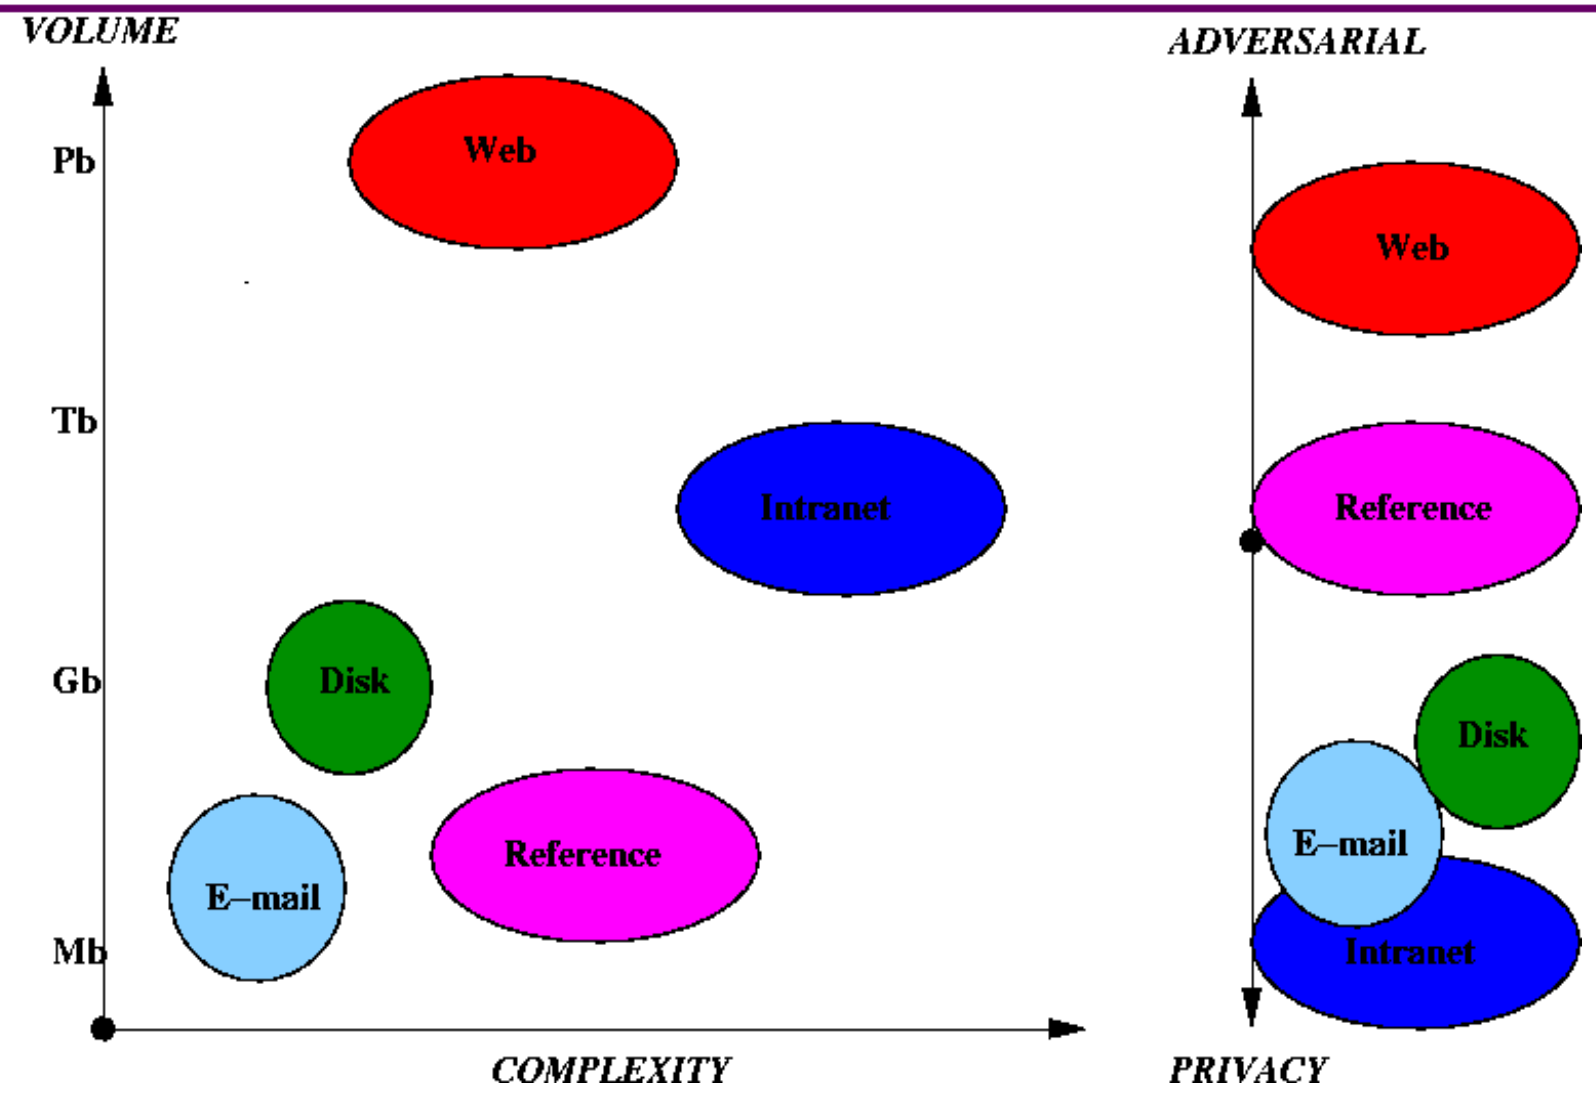 VOLUME
ADVERSARIAL
Pb
Web
Web
Tb
Intranet
Reference
Gb
Disk
Disk
Reference
E–mail
E–mail
Mb
Intranet
COMPLEXITY
PRIVACY